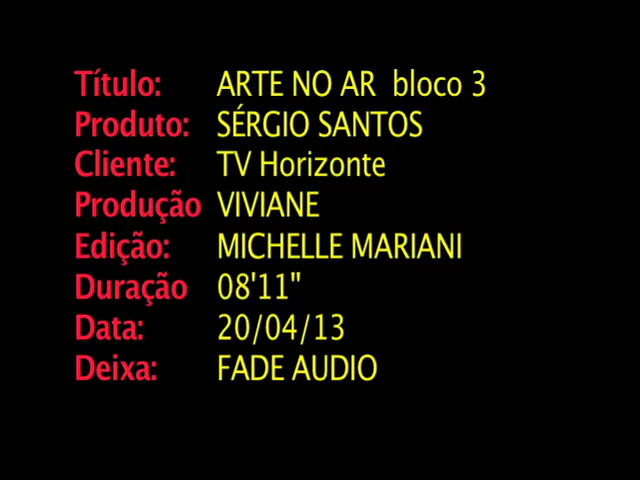 Título: ARTE NO AR bloco 3
Produto: SÉRGIO SANTOS
Cliente: TV Horizonte
Produção VIVIANE
Edição: MICHELLE MARIANI
Duração 08'11"
Data: 20/04/13
Deixa: FADE AUDIO